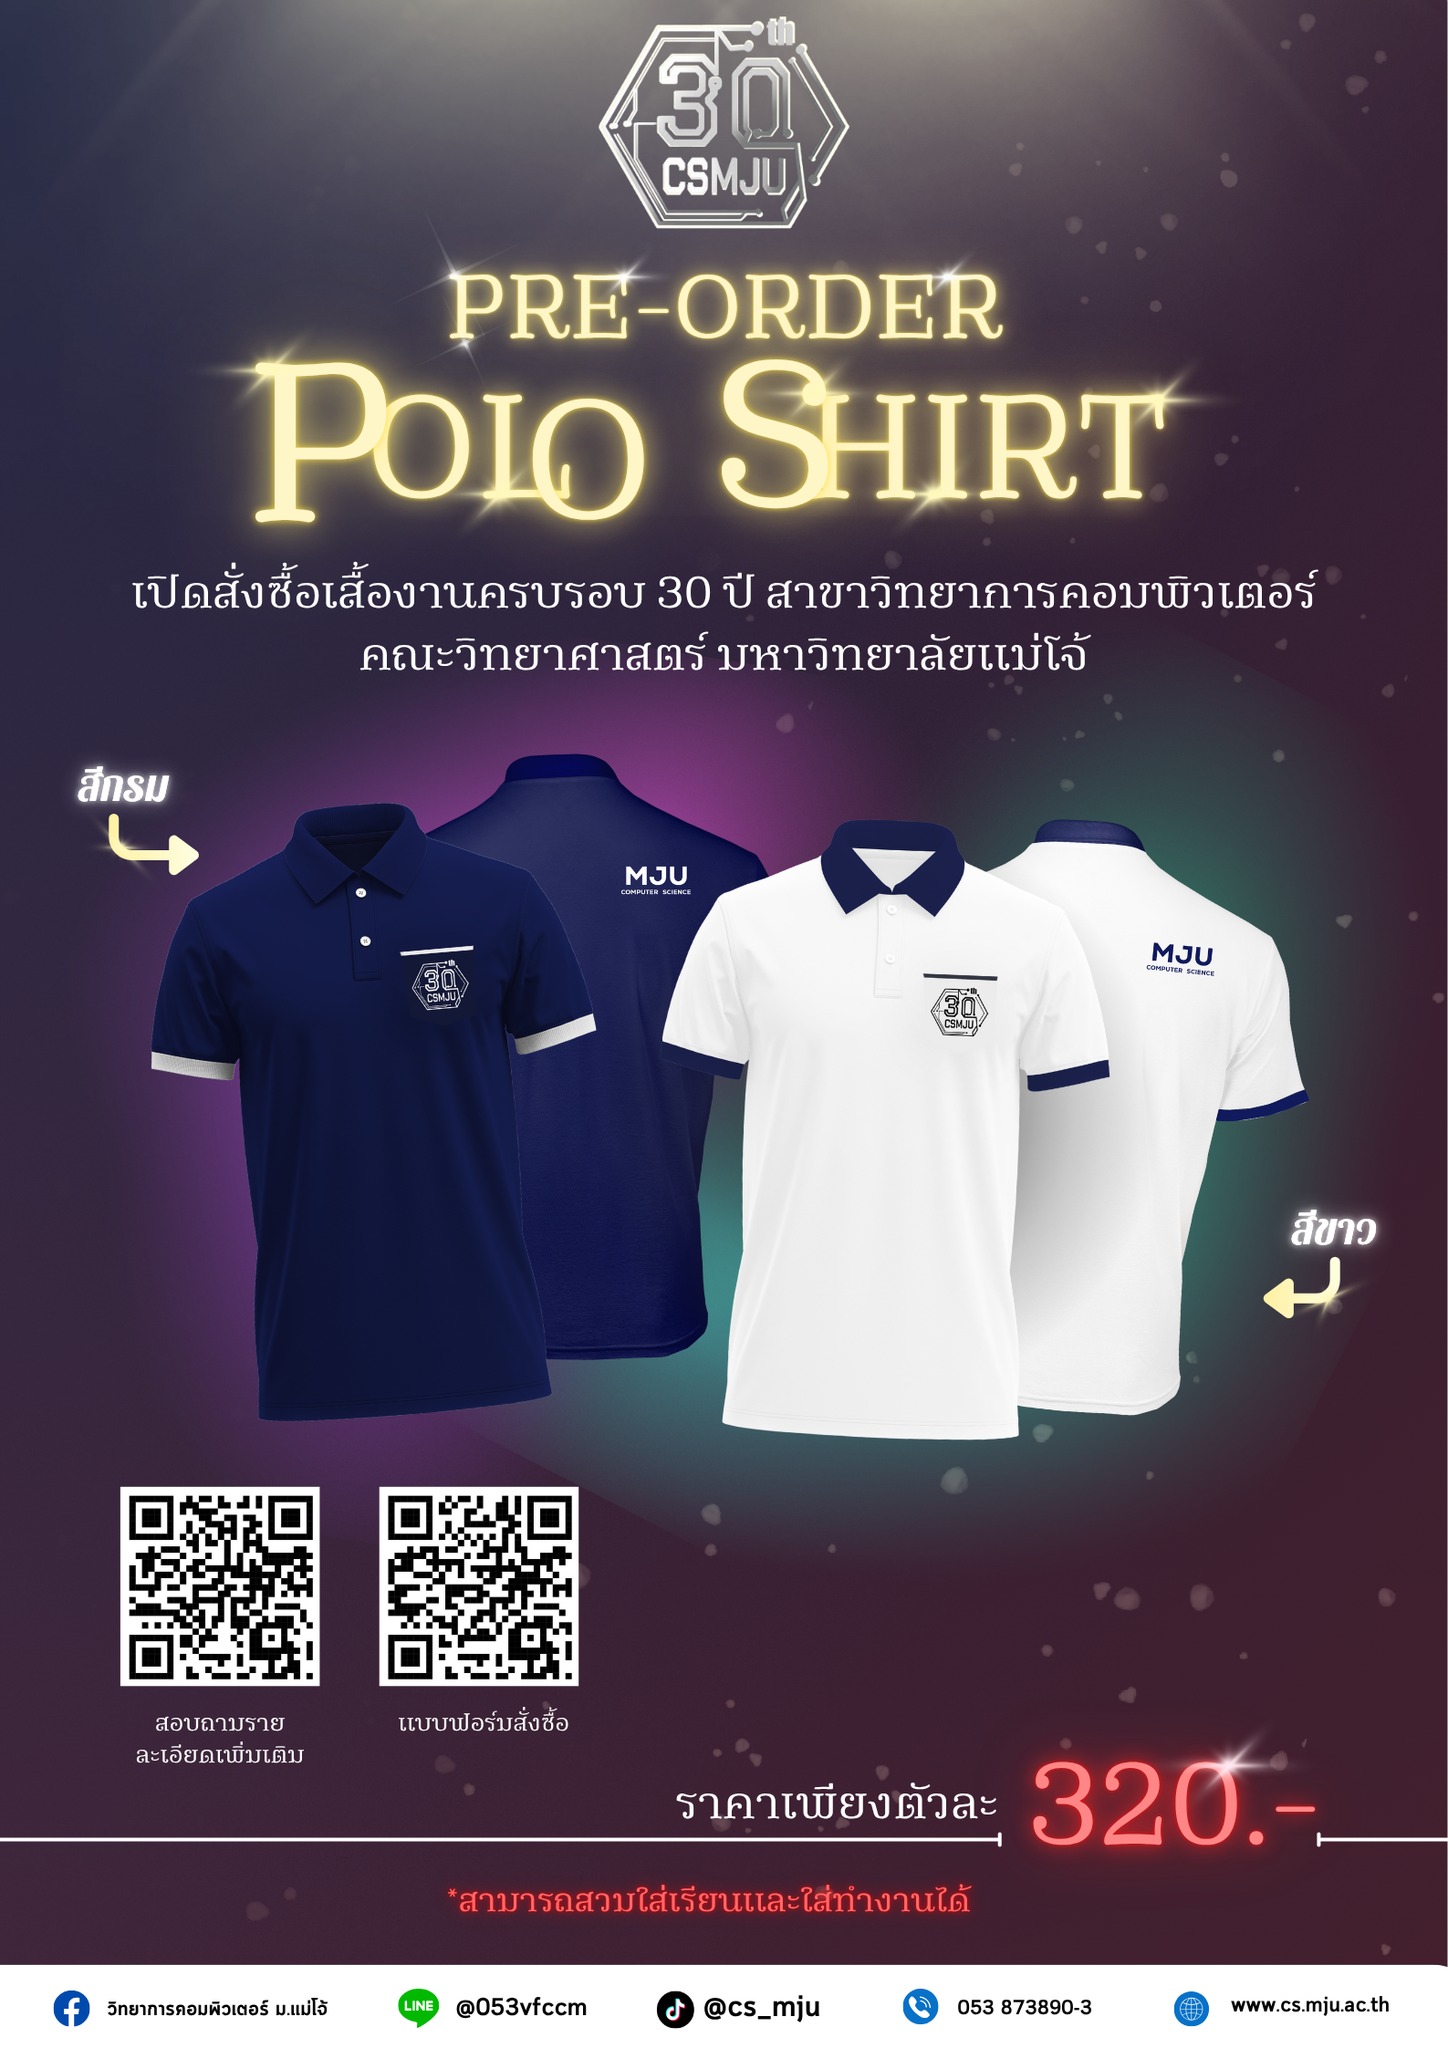 30th
CSMJU
PRE-ORDER
POLO SHIRT
เปิดสั่งซื้อเสื้องานครบรอบ 30 ปี สาขาวิทยาการคอมพิวเตอร์
คณะวิทยาศาสตร์ มหาวิทยาลัยแม่โจ้
สีกรม
MJU
COMPUTER SCIENCE
30th
CSMJU
MJU
COMPUTER SCIENCE
30th
CSMJU
สีขาว
สอบถามราย
ละเอียดเพิ่มเติม
แบบฟอร์มสั่งซื้อ
ราคาเพียงตัวละ 320.-
*สามารถสวมใส่เรียนและใส่ทำงานได้
วิทยาการคอมพิวเตอร์ ม.แม่โจ้
LINE @053vfccm
@cs_mju
053 873890-3
www.cs.mju.ac.th